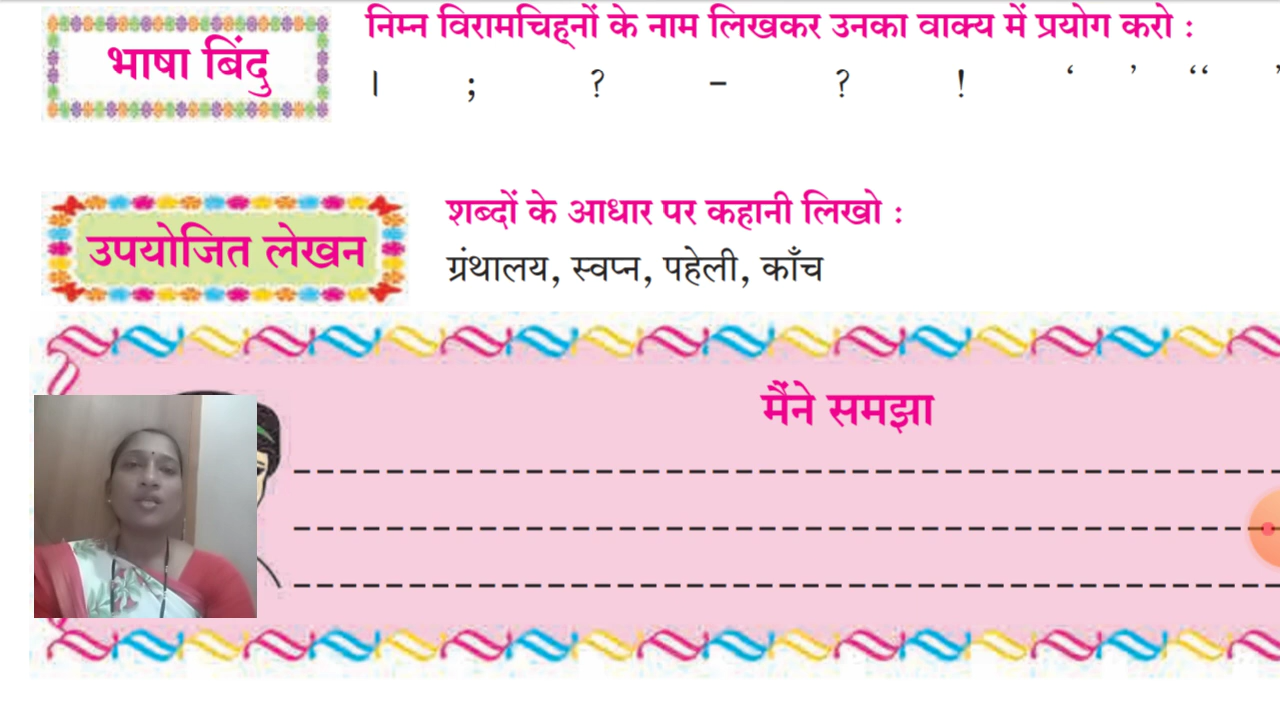 भाषा बिंदु
निम्न विरामचिह्नों के नाम लिखकर उनका वाक्य में प्रयोग करो :
। ; ? – ? ! ‘ ’ “ ’
उपयोजित लेखन
शब्दों के आधार पर कहानी लिखो :
ग्रंथालय, स्वप्न, पहेली, काँच
मैंने समझा